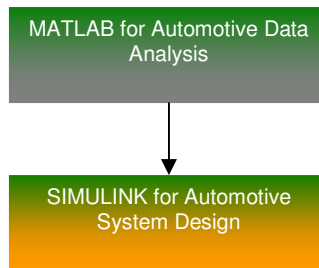 MATLAB for Automotive Data
Analysis
SIMULINK for Automotive
System Design